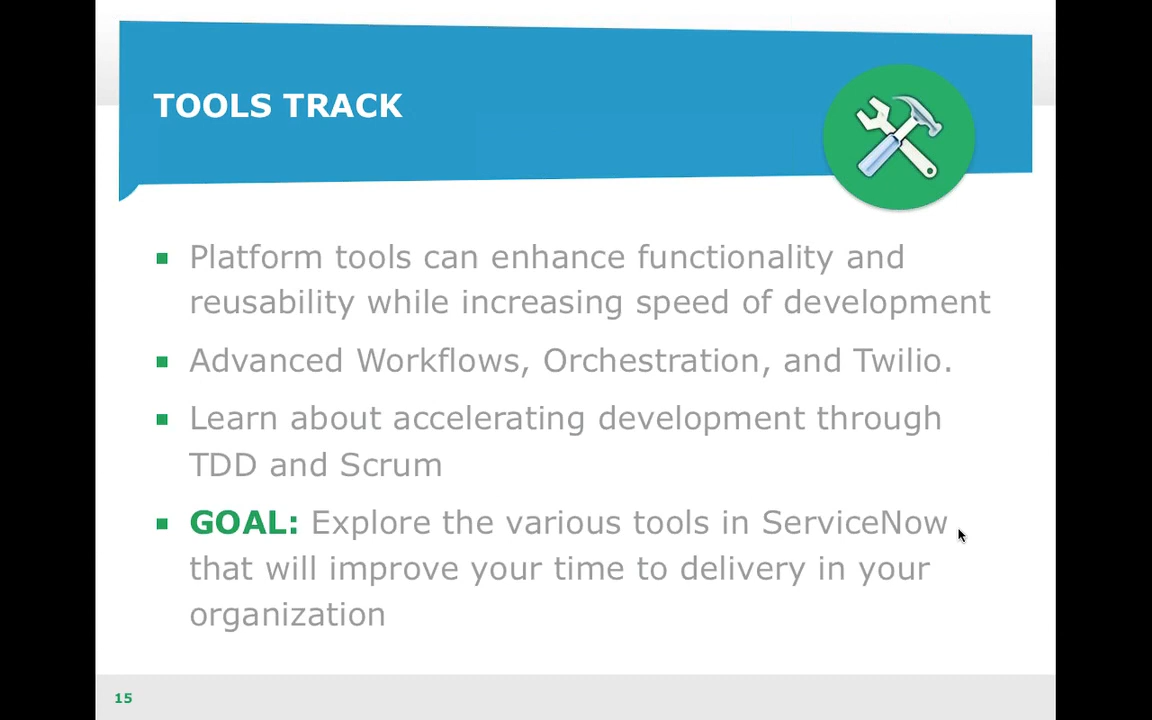 TOOLS TRACK
Platform tools can enhance functionality and
reusability while increasing speed of development
Advanced Workflows, Orchestration, and Twilio.
Learn about accelerating development through
TDD and Scrum
GOAL: Explore the various tools in ServiceNow
that will improve your time to delivery in your
organization
15